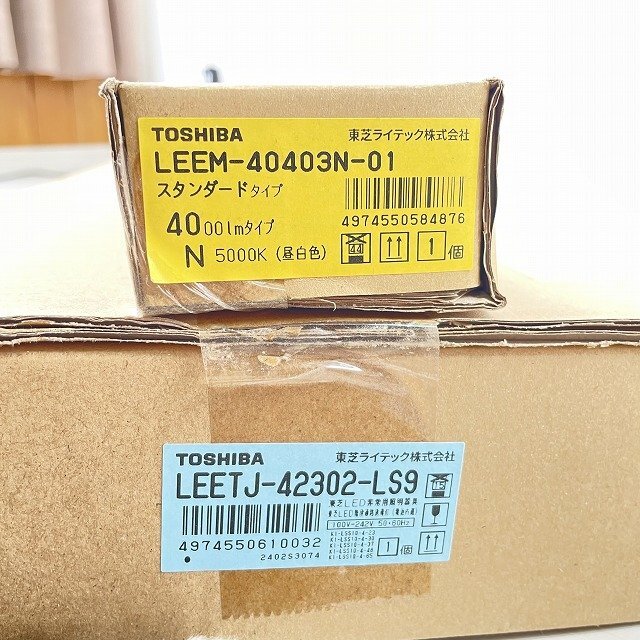 TOSHIBA 東芝ライテック株式会社
LEEM-40403N-01
スタンダードタイプ
4000lmタイプ
4974550584876
N 5000K (昼白色) 44 1個
TOSHIBA 東芝ライテック株式会社
LEETJ-42302-LS9
東芝LED非常用照明器具
100V-242V 50・60Hz
4974550610032
2402S3074
1個